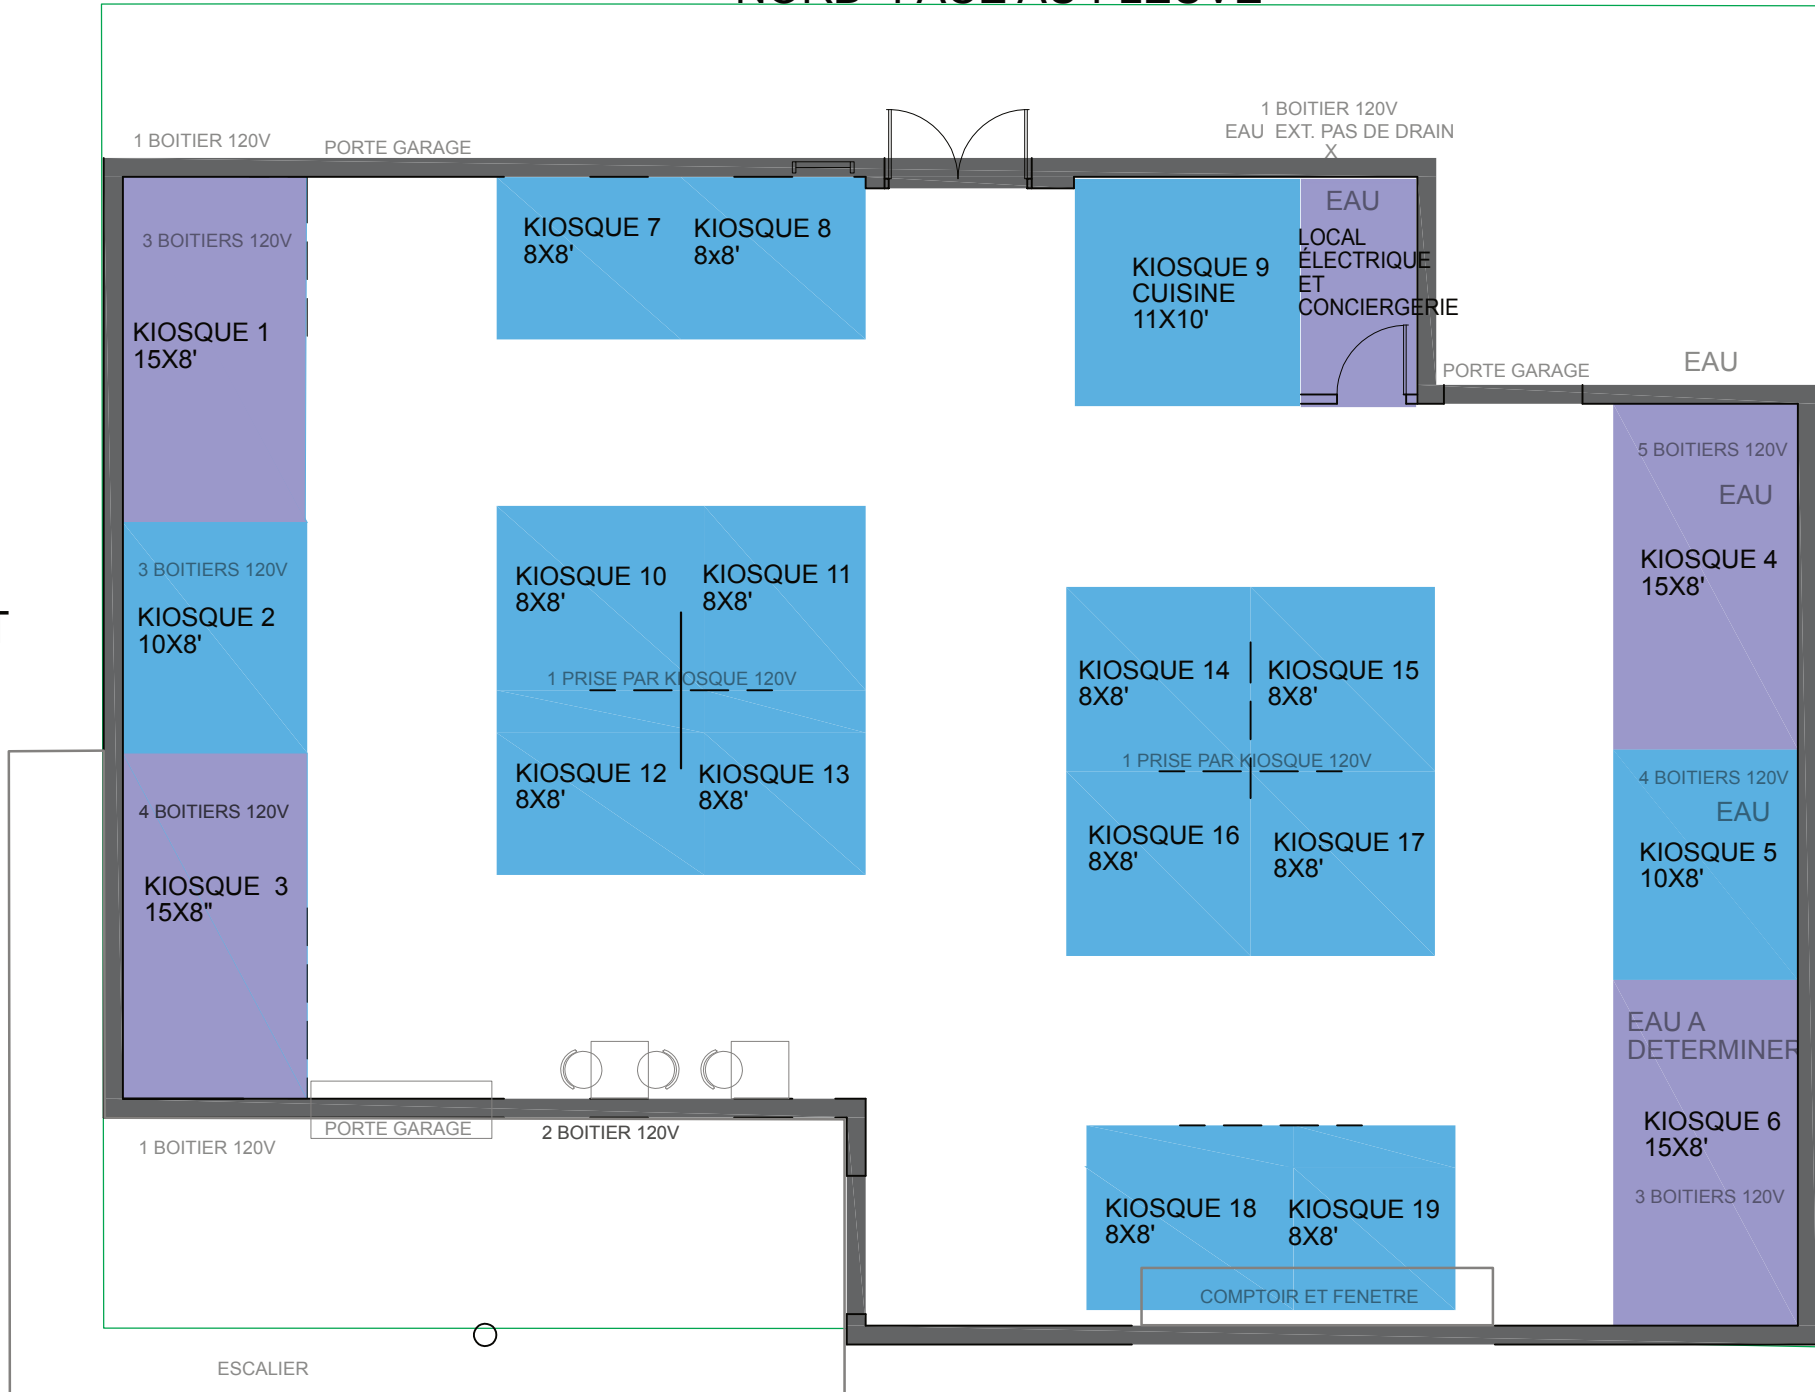 NORD FACE AU FLEUVE
1 BOITIER 120V
PORTE GARAGE
1 BOITIER 120V
EAU EXT. PAS DE DRAIN
X
3 BOITIERS 120V
KIOSQUE 1
15X8'
KIOSQUE 7
8X8'
KIOSQUE 8
8x8'
KIOSQUE 9
CUISINE
11X10'
EAU
LOCAL
ÉLECTRIQUE
ET
CONCIERGERIE
PORTE GARAGE
EAU
5 BOITIERS 120V
EAU
KIOSQUE 4
15X8'
3 BOITIERS 120V
KIOSQUE 2
10X8'
KIOSQUE 10
8X8'
KIOSQUE 11
8X8'
1 PRISE PAR KIOSQUE 120V
KIOSQUE 12
8X8'
KIOSQUE 13
8X8'
KIOSQUE 14
8X8'
KIOSQUE 15
8X8'
1 PRISE PAR KIOSQUE 120V
KIOSQUE 16
8X8'
KIOSQUE 17
8X8'
4 BOITIERS 120V
EAU
KIOSQUE 5
10X8'
4 BOITIERS 120V
KIOSQUE 3
15X8"
EAU A
DETERMINER
KIOSQUE 6
15X8'
3 BOITIERS 120V
1 BOITIER 120V
PORTE GARAGE
2 BOITIER 120V
KIOSQUE 18
8X8'
KIOSQUE 19
8X8'
COMPTOIR ET FENETRE
ESCALIER